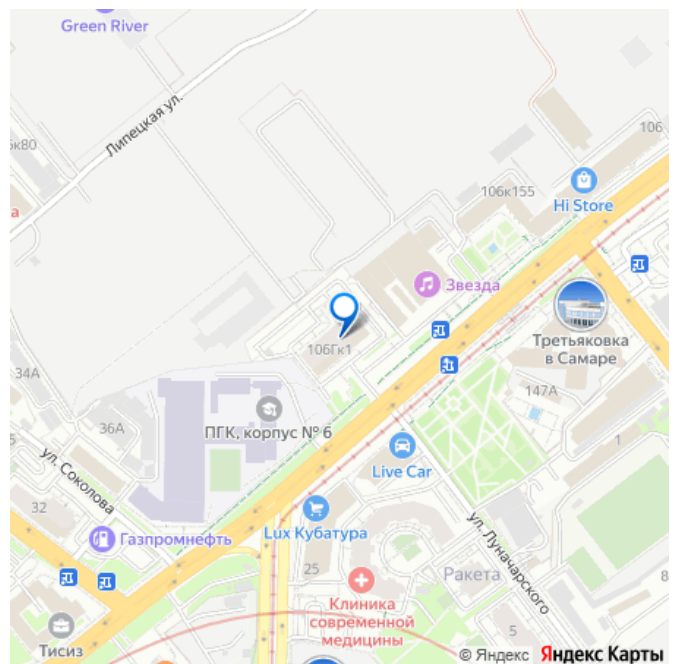 Green River
Липецкая ул.
к80
106
106к155
Hi Store
а
Звезда
Третьяковка
в Самаре
106Гк1
34А
147А
36А
ПГК, корпус № 6
1
ул. Соколова
Live Car
32
Газпромнефть
Lux Кубатура
ул. Луначарского
25
Ракета
8
Клиника
современной
медицины
5
Тисиз
© Яндекс Яндекс Карты